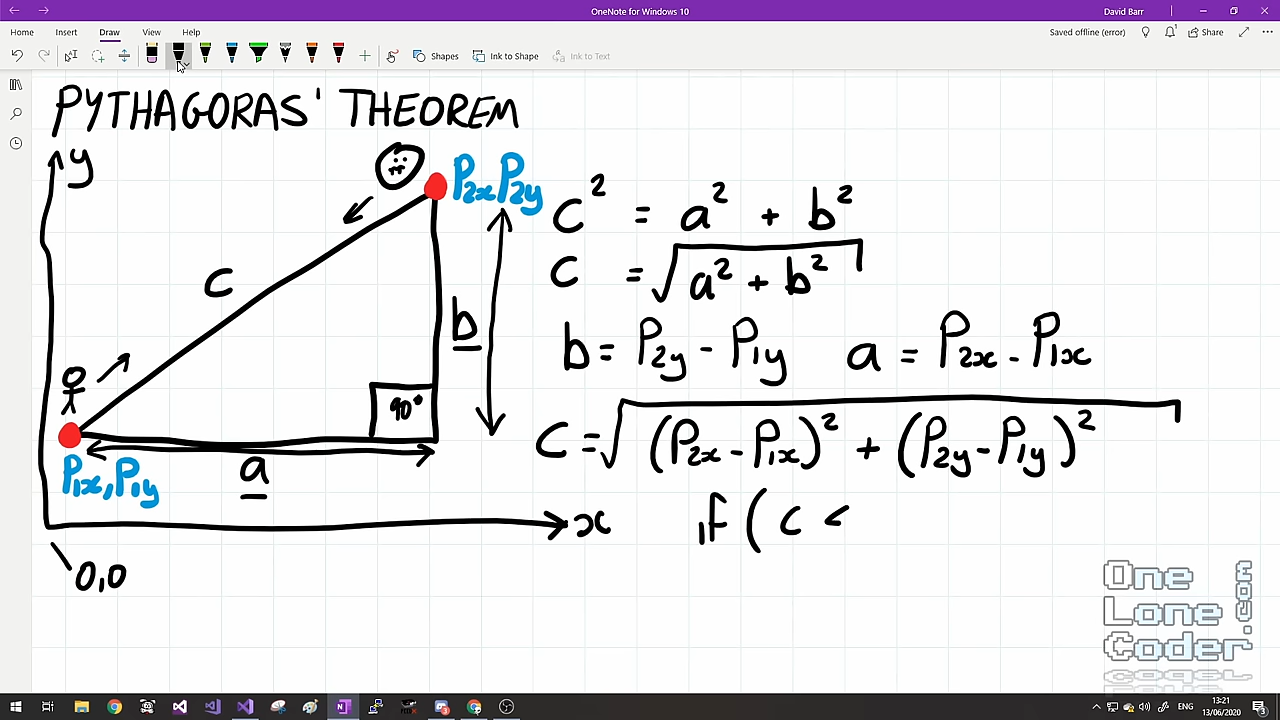 OneNote for Windows 10
David Barr
Home Insert Draw View Help
Saved offline (error)
Share
Shapes
Ink to Shape
Ink to Text
PYTHAGORAS' THEOREM
y
P2x P2y
c² = a² + b²
c = √a² + b²
C
b
b = P2y - P1y a = P2x - P1x
90°
C = √(P2x - P1x)² + (P2y - P1y)²
a
P1x, P1y
x
if ( c <
0,0
One
Lone
Coder
.com
13:21
13/06/2020